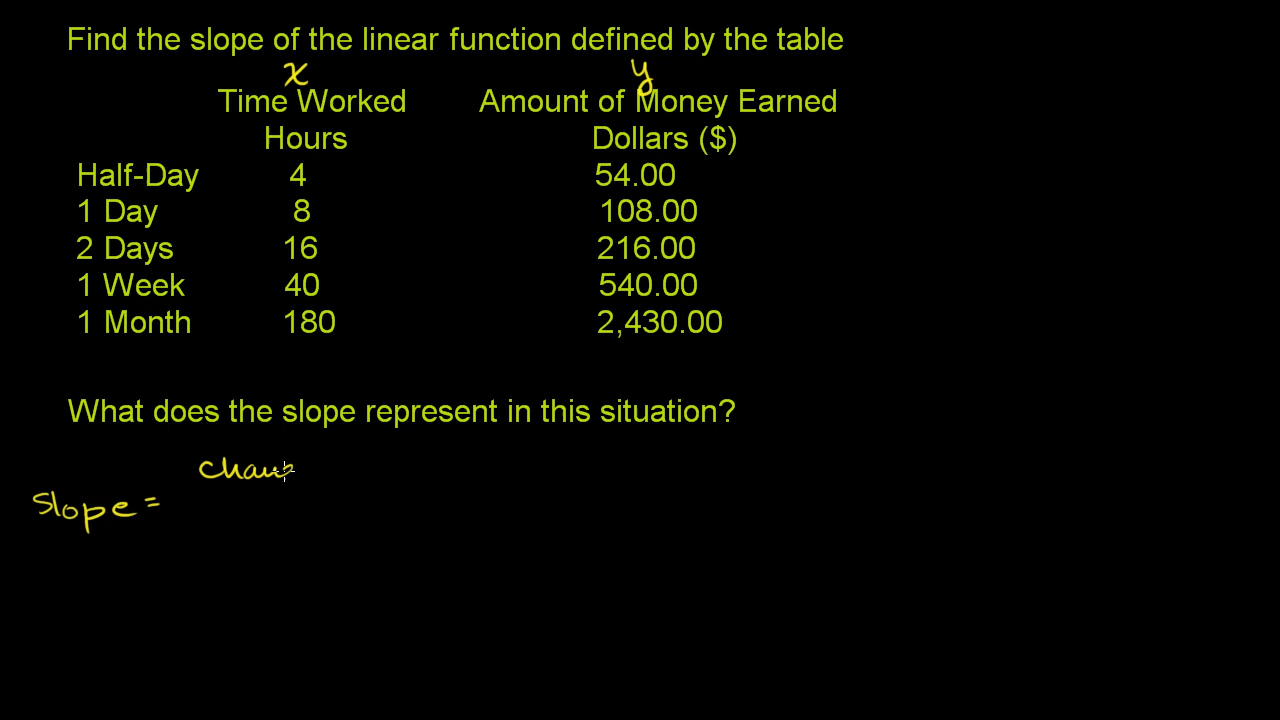 Find the slope of the linear function defined by the table
x y
Time Worked Amount of Money Earned
Hours Dollars ($)
Half-Day 4 54.00
1 Day 8 108.00
2 Days 16 216.00
1 Week 40 540.00
1 Month 180 2,430.00
What does the slope represent in this situation?
Slope =